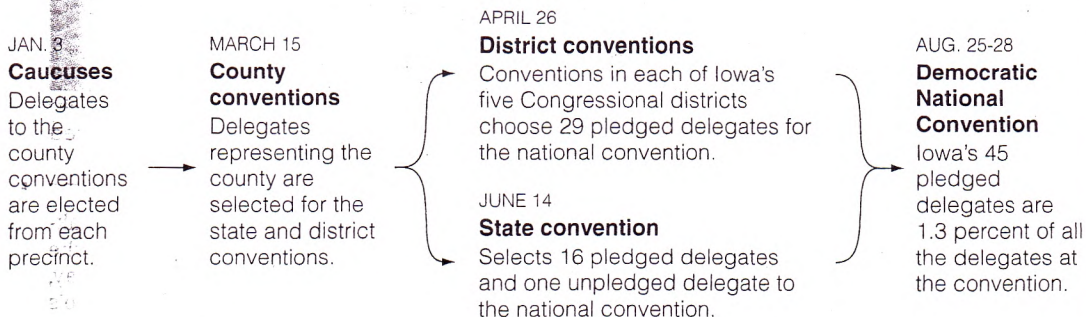 JAN. 3
Caucuses
Delegates
to the
county
conventions
are elected
from each
precinct.
MARCH 15
County
conventions
Delegates
representing the
county are
selected for the
state and district
conventions.
APRIL 26
District conventions
Conventions in each of Iowa's
five Congressional districts
choose 29 pledged delegates for
the national convention.
JUNE 14
State convention
Selects 16 pledged delegates
and one unpledged delegate to
the national convention.
AUG. 25-28
Democratic
National
Convention
Iowa's 45
pledged
delegates are
1.3 percent of all
the delegates at
the convention.